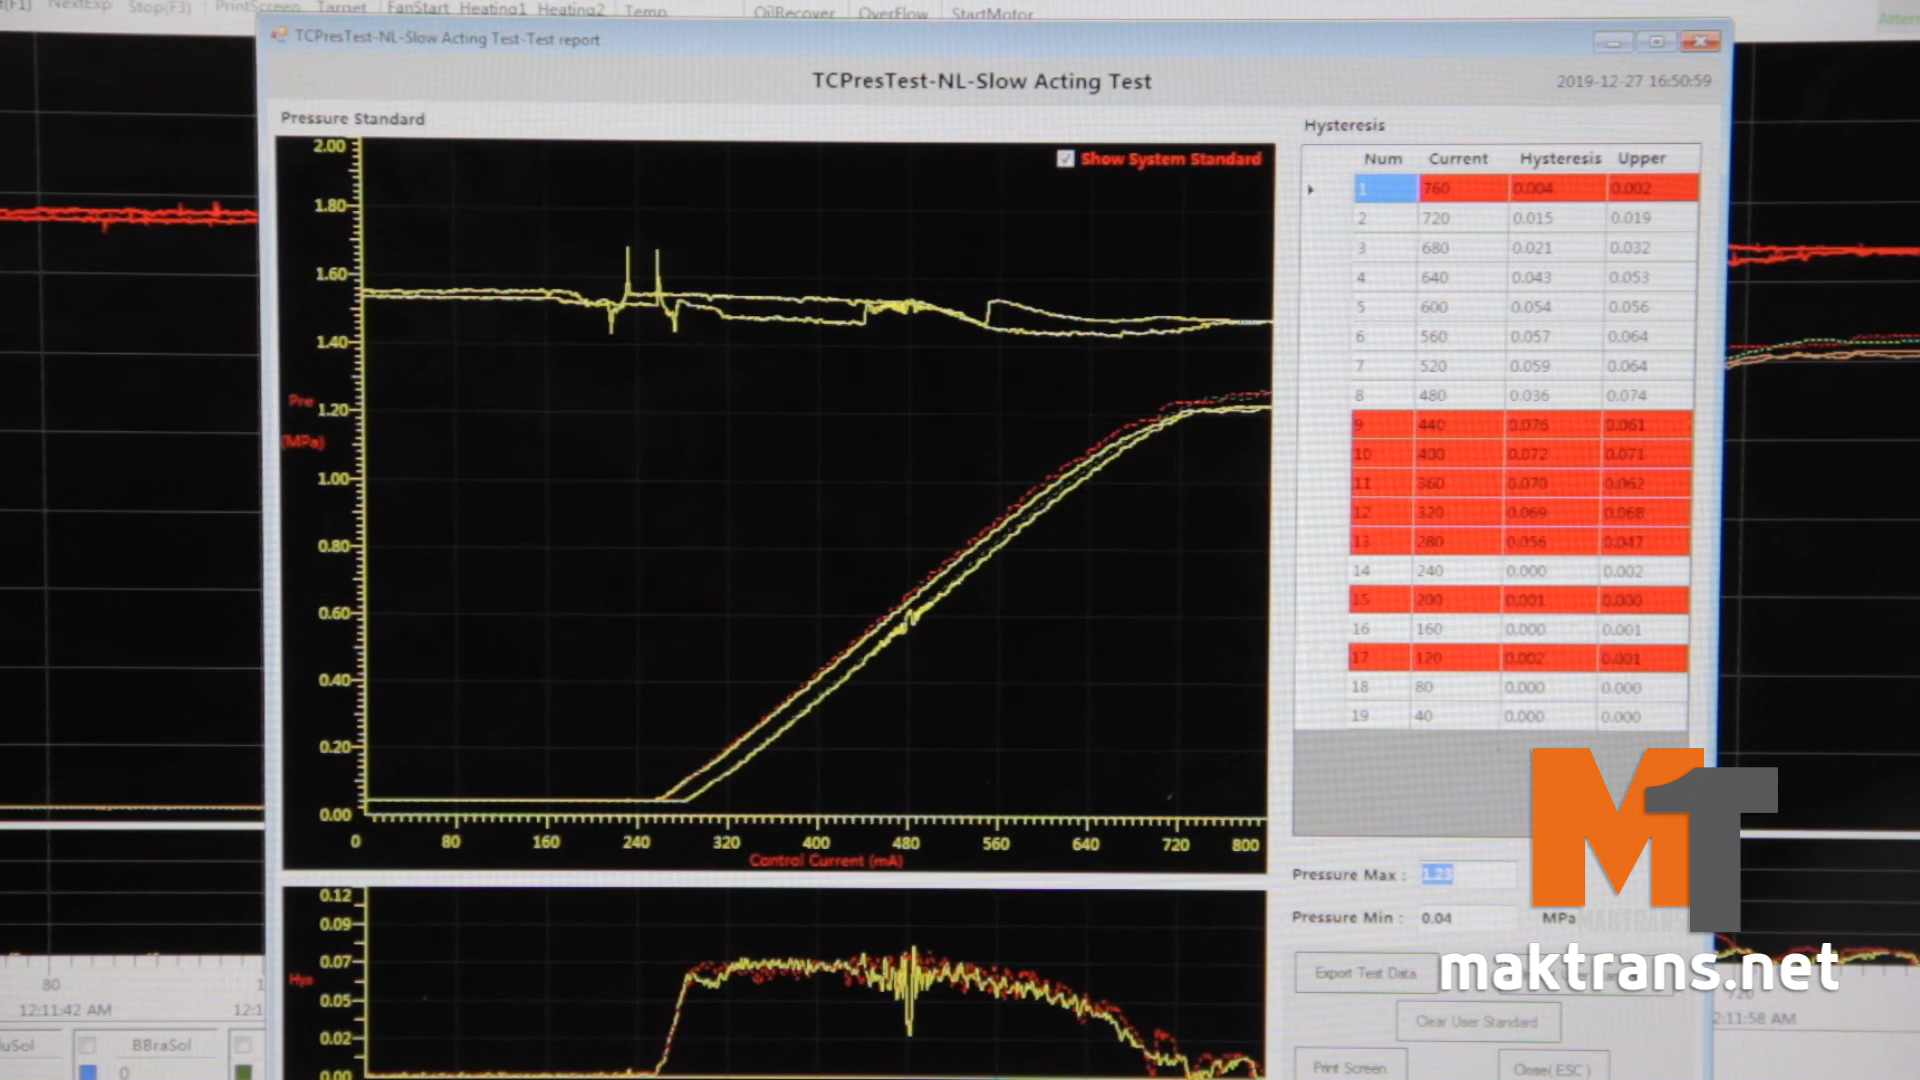 Stop(F3) PrintScreen Target FanStart Heating1 Heating2 Temp OilRecover OverFlow StartMotor
TCPresTest-NL-Slow Acting Test-Test report
TCPresTest-NL-Slow Acting Test
2019-12-27 16:50:59
Pressure Standard
Show System Standard
2.00
1.80
1.60
1.40
1.20
1.00
0.80
0.60
0.40
0.20
0.00
Pre
(MPa)
0 80 160 240 320 400 480 560 640 720 800
Control Current (mA)
0.12
0.09
0.07
0.05
0.02
0.00
Hys
Hysteresis
Num Current Hysteresis Upper
1 760 0.004 0.002
2 720 0.015 0.019
3 680 0.021 0.032
4 640 0.043 0.053
5 600 0.054 0.056
6 560 0.057 0.064
7 520 0.059 0.064
8 480 0.036 0.074
9 440 0.076 0.061
10 400 0.072 0.071
11 360 0.070 0.062
12 320 0.069 0.068
13 280 0.056 0.047
14 240 0.000 0.002
15 200 0.001 0.000
16 160 0.000 0.001
17 120 0.002 0.001
18 80 0.000 0.000
19 40 0.000 0.000
Pressure Max : 1.23
Pressure Min : 0.04 MPa
Export Test Data
Clear User Standard
Print Screen Close( ESC )
MT
MAKTRANS
maktrans.net
80
12:11:42 AM
BBraSol
0
720
2:11:58 AM